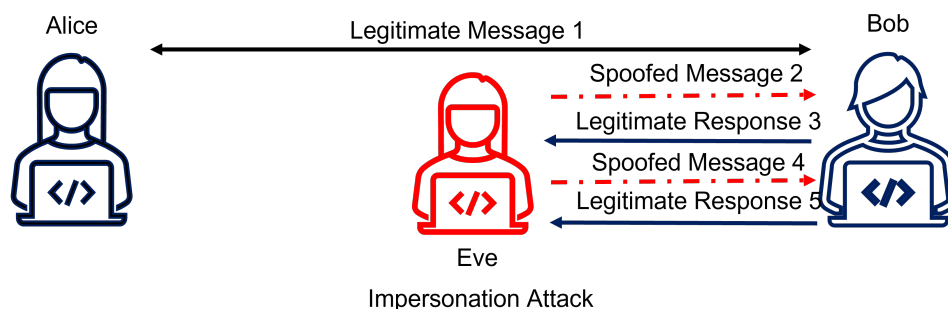 Alice
Bob
Legitimate Message 1
Spoofed Message 2
Legitimate Response 3
Spoofed Message 4
Legitimate Response 5
</>
</>
</>
Eve
Impersonation Attack